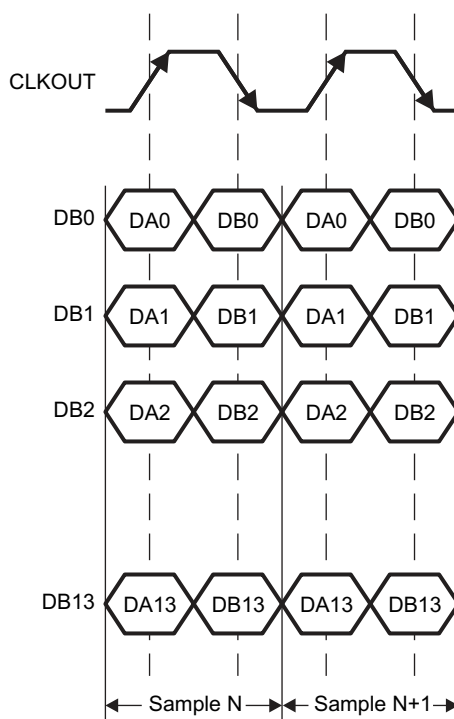 CLKOUT
DB0 DA0 DB0 DA0 DB0
DB1 DA1 DB1 DA1 DB1
DB2 DA2 DB2 DA2 DB2
DB13 DA13 DB13 DA13 DB13
Sample N Sample N+1